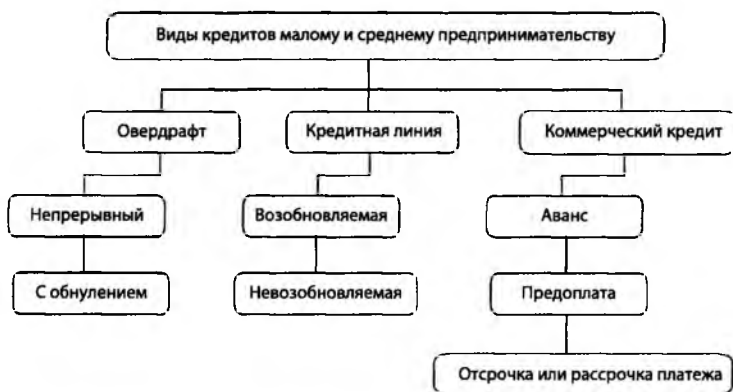 Виды кредитов малому и среднему предпринимательству
Овердрафт
Кредитная линия
Коммерческий кредит
Непрерывный
Возобновляемая
Аванс
С обнулением
Невозобновляемая
Предоплата
Отсрочка или рассрочка платежа